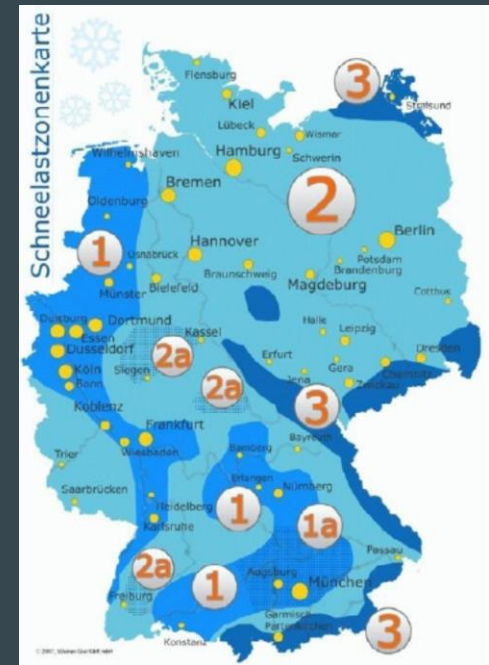 Schneelastzonenkarte
Flensburg
3
Stralsund
Kiel
Lübeck
Wismar
Wilhelmshaven
Hamburg
Schwerin
Bremen
2
Oldenburg
Berlin
1
Hannover
Osnabrück
Potsdam
Braunschweig
Brandenburg
Münster
Bielefeld
Magdeburg
Cottbus
Duisburg
Dortmund
Essen
Kassel
Halle
Leipzig
Düsseldorf
2a
Erfurt
Dresden
Köln
Siegen
Gera
Chemnitz
Bonn
2a
Jena
Zwickau
3
Koblenz
Frankfurt
Bayreuth
Wiesbaden
Bamberg
Trier
Erlangen
Nürnberg
Saarbrücken
1
Heidelberg
1a
Karlsruhe
Passau
2a
Augsburg
1
München
Freiburg
Garmisch
Partenkirchen
3
Konstanz